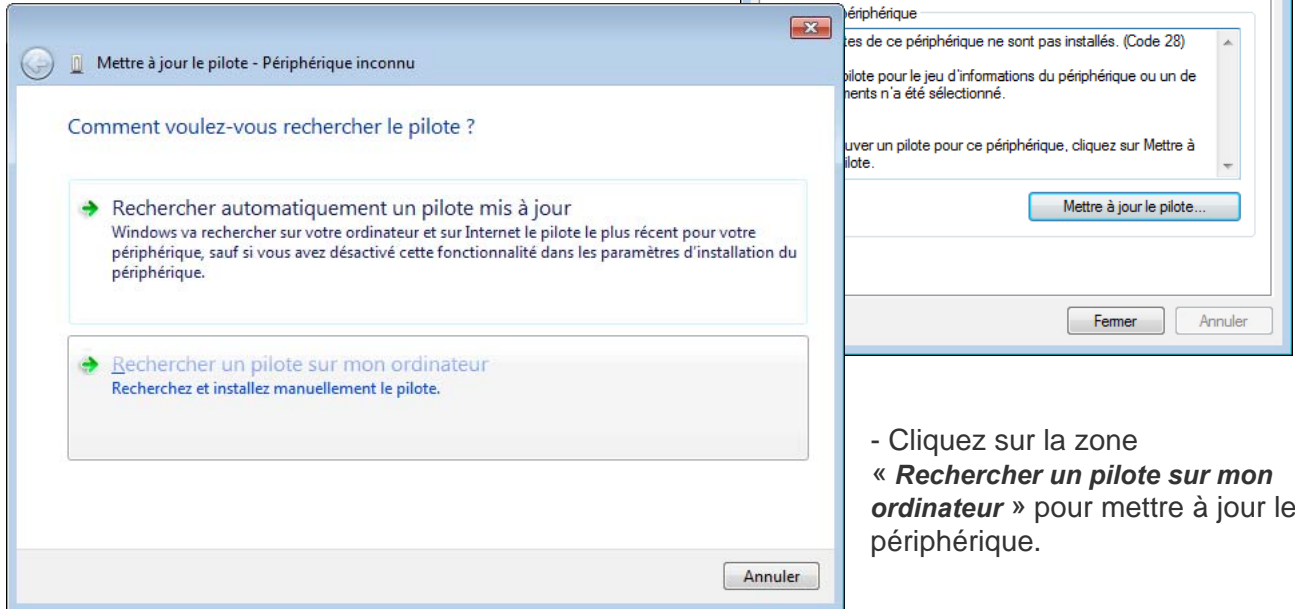 Mettre à jour le pilote - Périphérique inconnu
Comment voulez-vous rechercher le pilote ?
Rechercher automatiquement un pilote mis à jour
Windows va rechercher sur votre ordinateur et sur Internet le pilote le plus récent pour votre
périphérique, sauf si vous avez désactivé cette fonctionnalité dans les paramètres d'installation du
périphérique.
Rechercher un pilote sur mon ordinateur
Recherchez et installez manuellement le pilote.
Annuler
périphérique
de ce périphérique ne sont pas installés. (Code 28)
pilote pour le jeu d'informations du périphérique ou un de
n'a été sélectionné.
un pilote pour ce périphérique, cliquez sur Mettre à
Mettre à jour le pilote...
Fermer
Annuler
- Cliquez sur la zone
« Rechercher un pilote sur mon
ordinateur » pour mettre à jour le
périphérique.